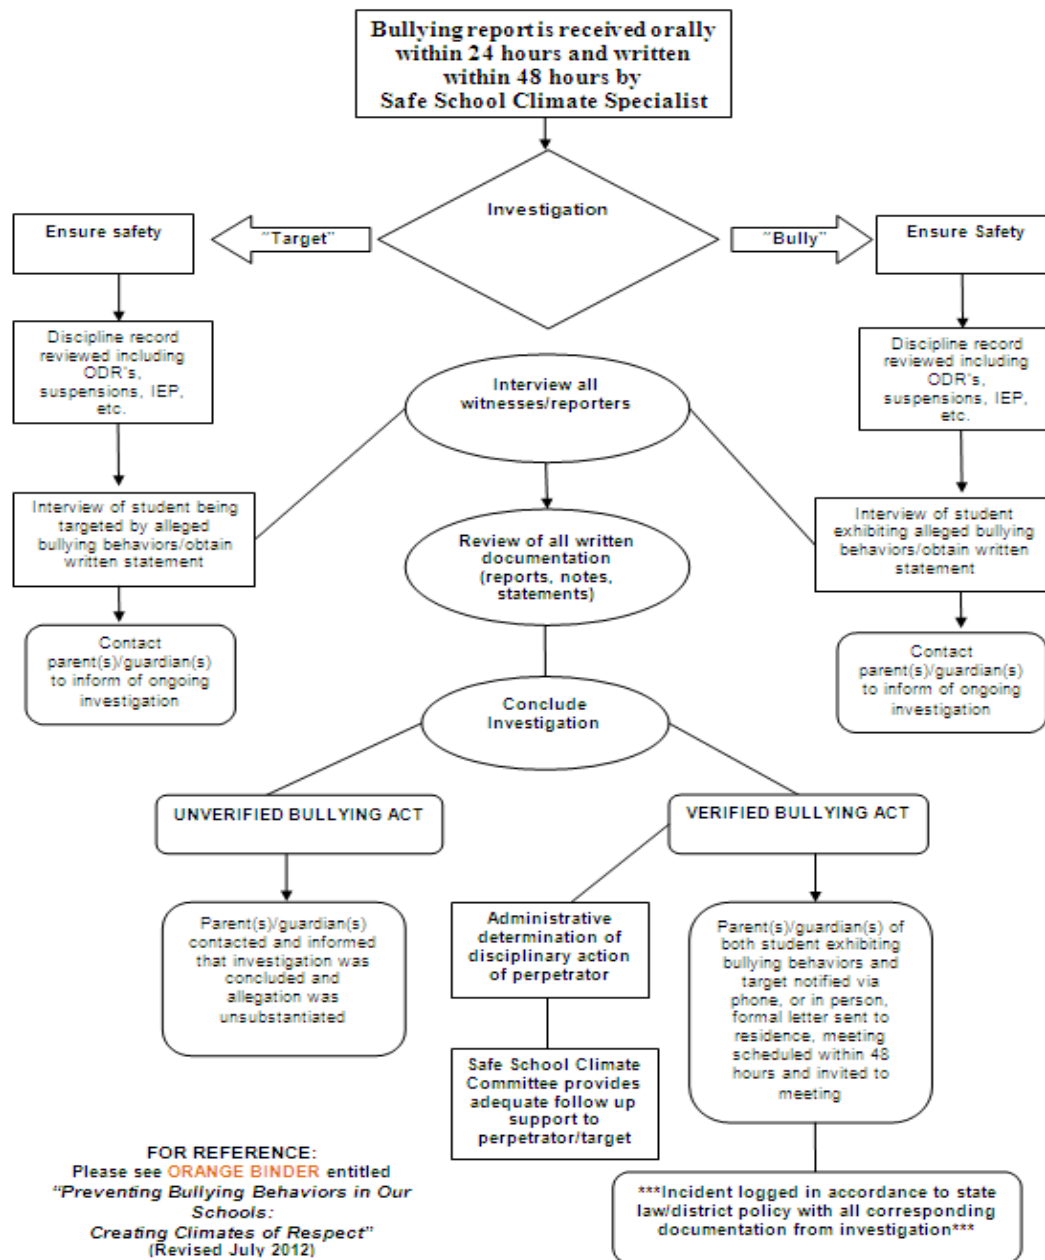 Bullying report is received orally
within 24 hours and written
within 48 hours by
Safe School Climate Specialist
Investigation
"Target"
"Bully"
Ensure safety
Ensure Safety
Discipline record
reviewed including
ODR's,
suspensions, IEP,
etc.
Discipline record
reviewed including
ODR's,
suspensions, IEP,
etc.
Interview all
witnesses/reporters
Interview of student being
targeted by alleged
bullying behaviors/obtain
written statement
Review of all written
documentation
(reports, notes,
statements)
Interview of student
exhibiting alleged bullying
behaviors/obtain written
statement
Contact
parent(s)/guardian(s)
to inform of ongoing
investigation
Contact
parent(s)/guardian(s)
to inform of ongoing
investigation
Conclude
Investigation
UNVERIFIED BULLYING ACT
VERIFIED BULLYING ACT
Parent(s)/guardian(s)
contacted and informed
that investigation was
concluded and
allegation was
unsubstantiated
Administrative
determination of
disciplinary action
of perpetrator
Parent(s)/guardian(s) of
both student exhibiting
bullying behaviors and
target notified via
phone, or in person,
formal letter sent to
residence, meeting
scheduled within 48
hours and invited to
meeting
Safe School Climate
Committee provides
adequate follow up
support to
perpetrator/target
FOR REFERENCE:
Please see ORANGE BINDER entitled
"Preventing Bullying Behaviors in Our
Schools:
Creating Climates of Respect"
(Revised July 2012)
***Incident logged in accordance to state
law/district policy with all corresponding
documentation from investigation***